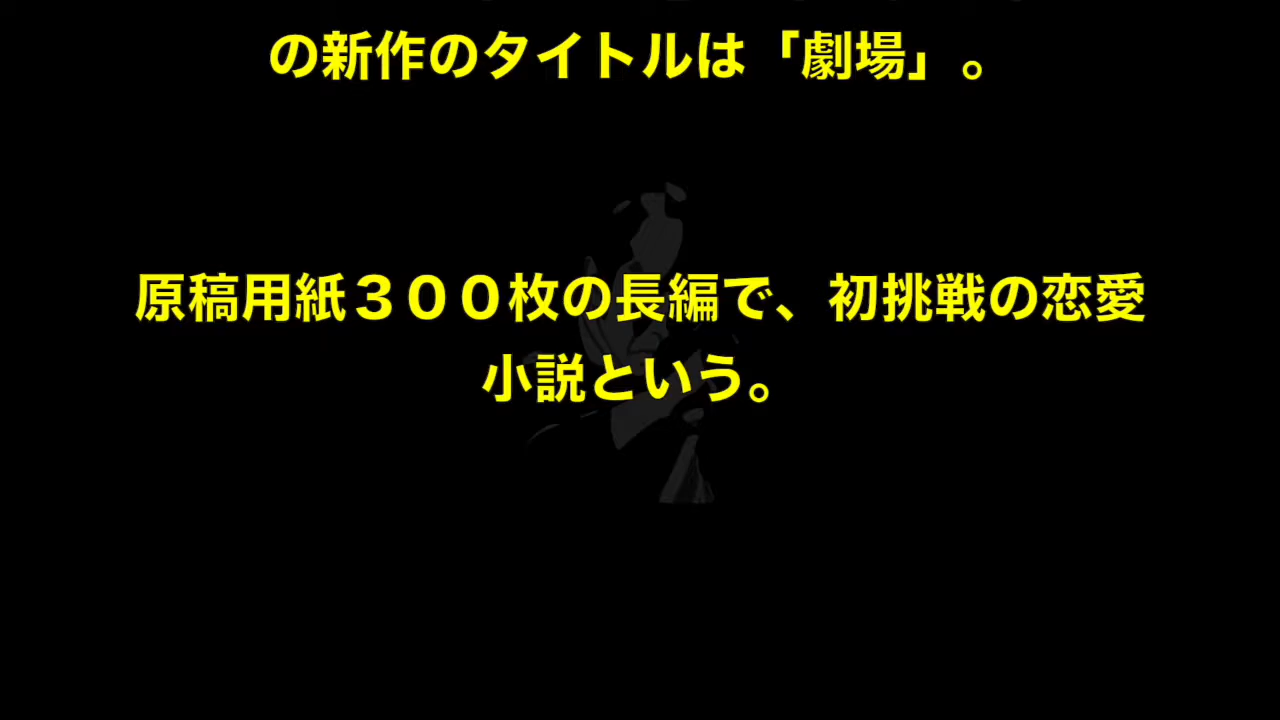 の新作のタイトルは「劇場」。
原稿用紙３００枚の長編で、初挑戦の恋愛
小説という。